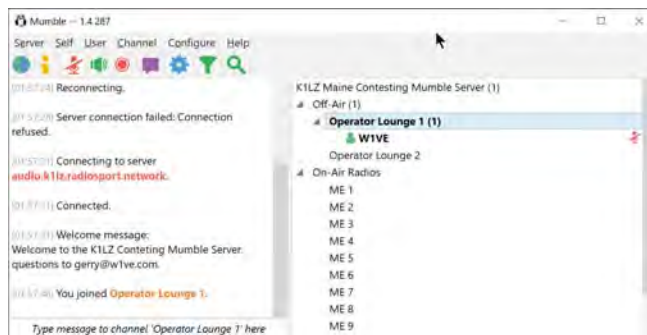 Mumble -- 1.4.287
Server Self User Channel Configure Help
Reconnecting.
Server connection failed: Connection
refused.
Connecting to server
audio.k1lz.radiosport.network.
Connected.
Welcome message:
Welcome to the K1LZ Conteting Mumble Server.
questions to gerry@w1ve.com.
You joined Operator Lounge 1.
Type message to channel 'Operator Lounge 1' here
K1LZ Maine Contesting Mumble Server (1)
Off-Air (1)
Operator Lounge 1 (1)
W1VE
Operator Lounge 2
On-Air Radios
ME 1
ME 2
ME 3
ME 4
ME 5
ME 6
ME 7
ME 8
ME 9